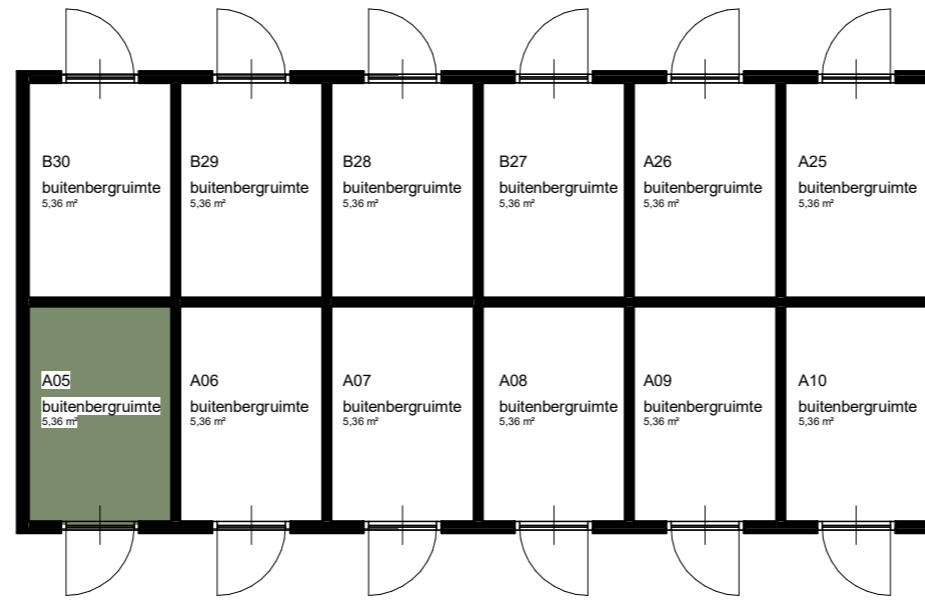 B30
buitenbergruimte
5,36 m²
B29
buitenbergruimte
5,36 m²
B28
buitenbergruimte
5,36 m²
B27
buitenbergruimte
5,36 m²
A26
buitenbergruimte
5,36 m²
A25
buitenbergruimte
5,36 m²
A05
buitenbergruimte
5,36 m²
A06
buitenbergruimte
5,36 m²
A07
buitenbergruimte
5,36 m²
A08
buitenbergruimte
5,36 m²
A09
buitenbergruimte
5,36 m²
A10
buitenbergruimte
5,36 m²